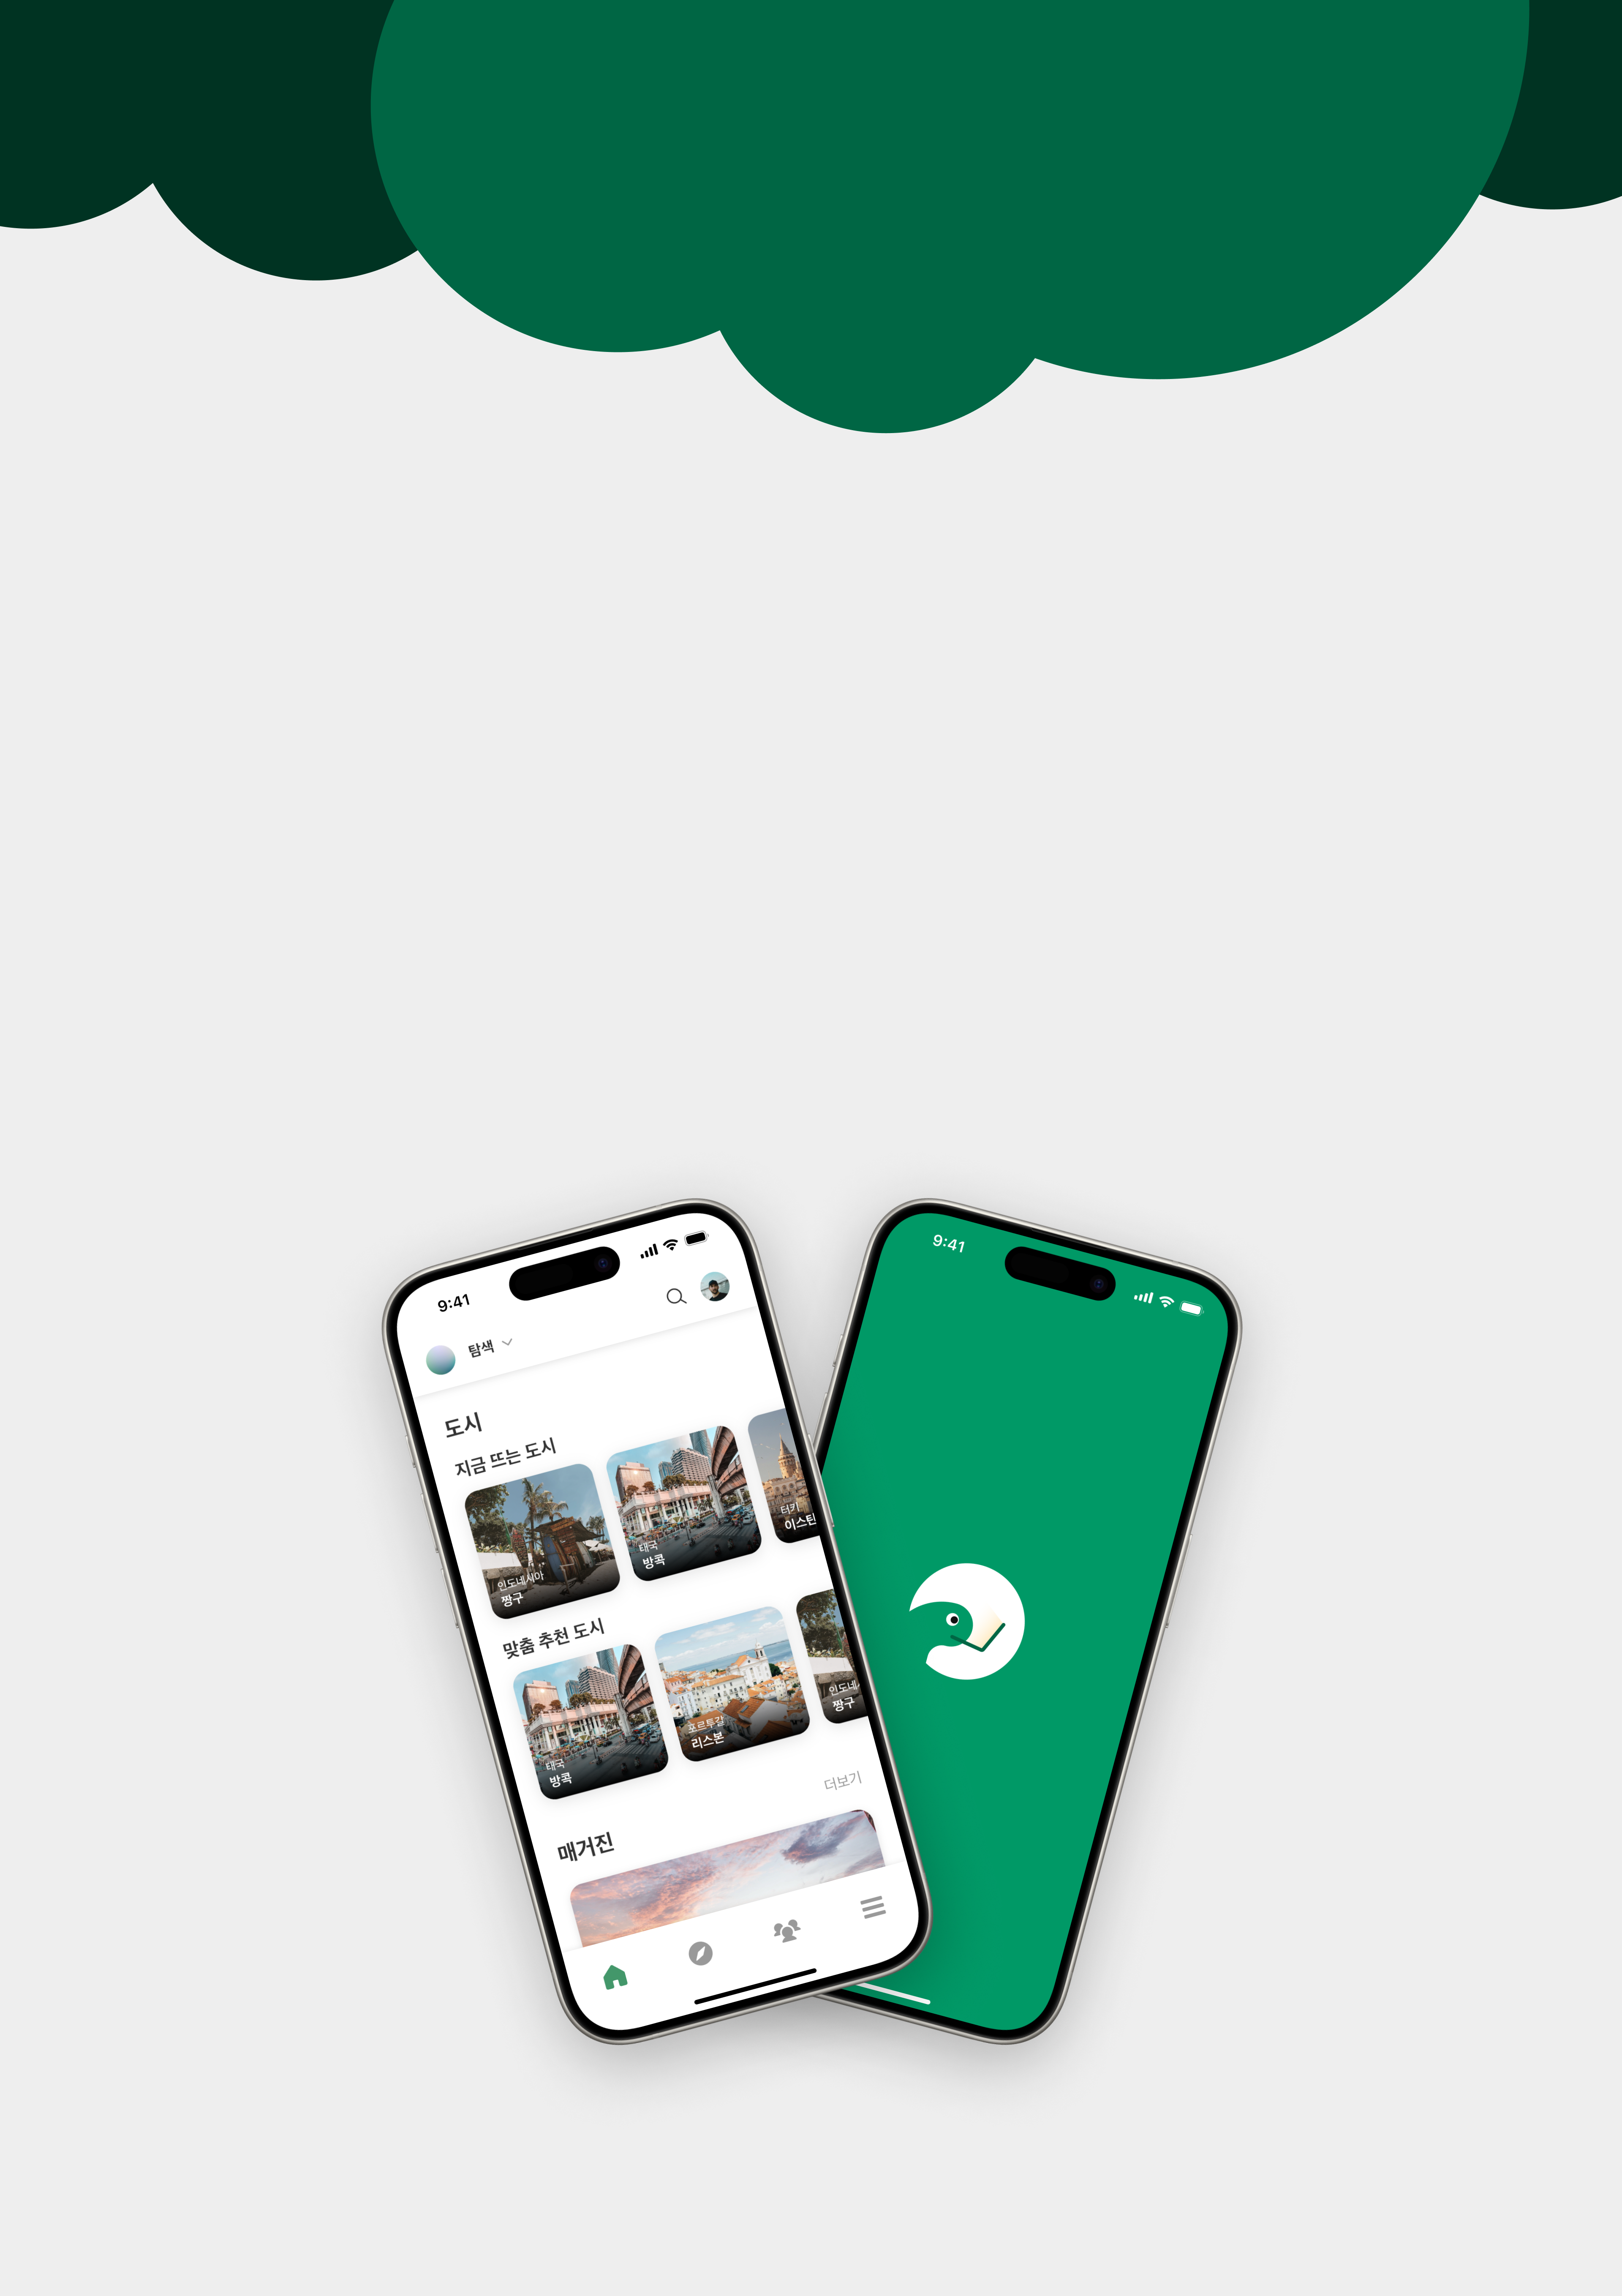 9:41
탐색
도시
지금 뜨는 도시
인도네시아
짱구
태국
방콕
터키
이스탄
맞춤 추천 도시
태국
방콕
포르투갈
리스본
인도네
짱구
더보기
매거진
9:41